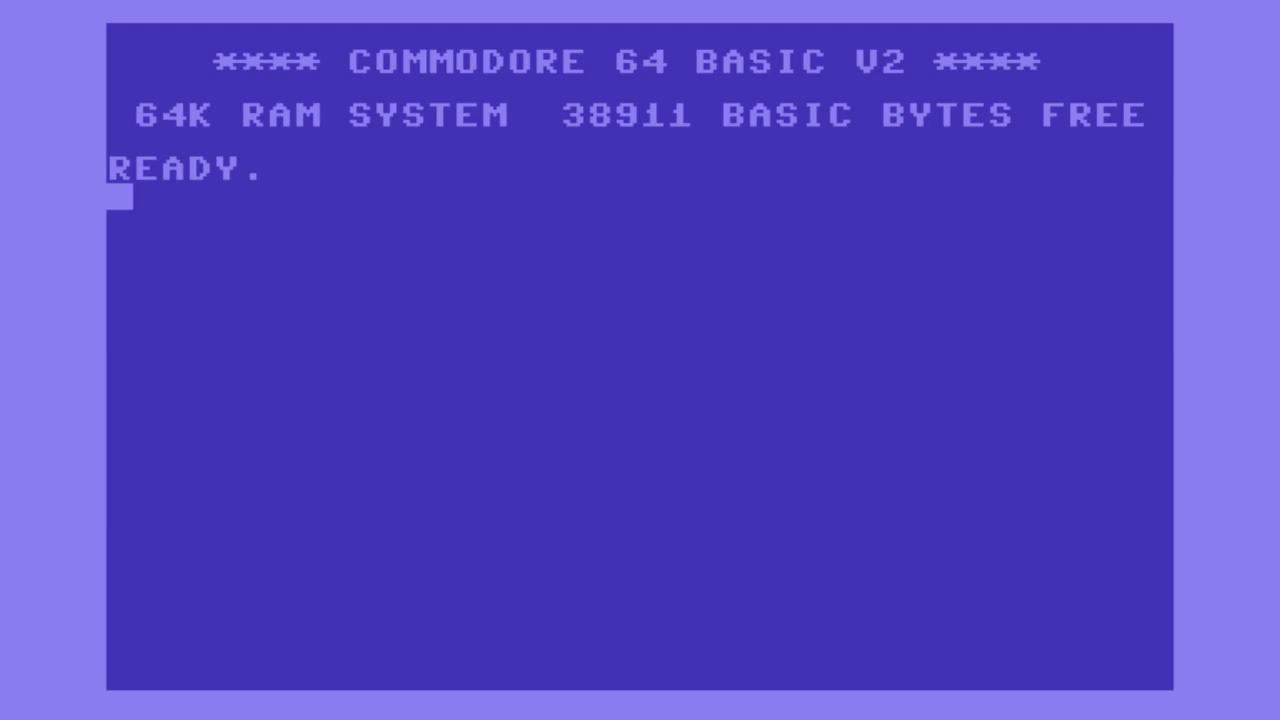 **** COMMODORE 64 BASIC V2 ****
64K RAM SYSTEM  38911 BASIC BYTES FREE
READY.